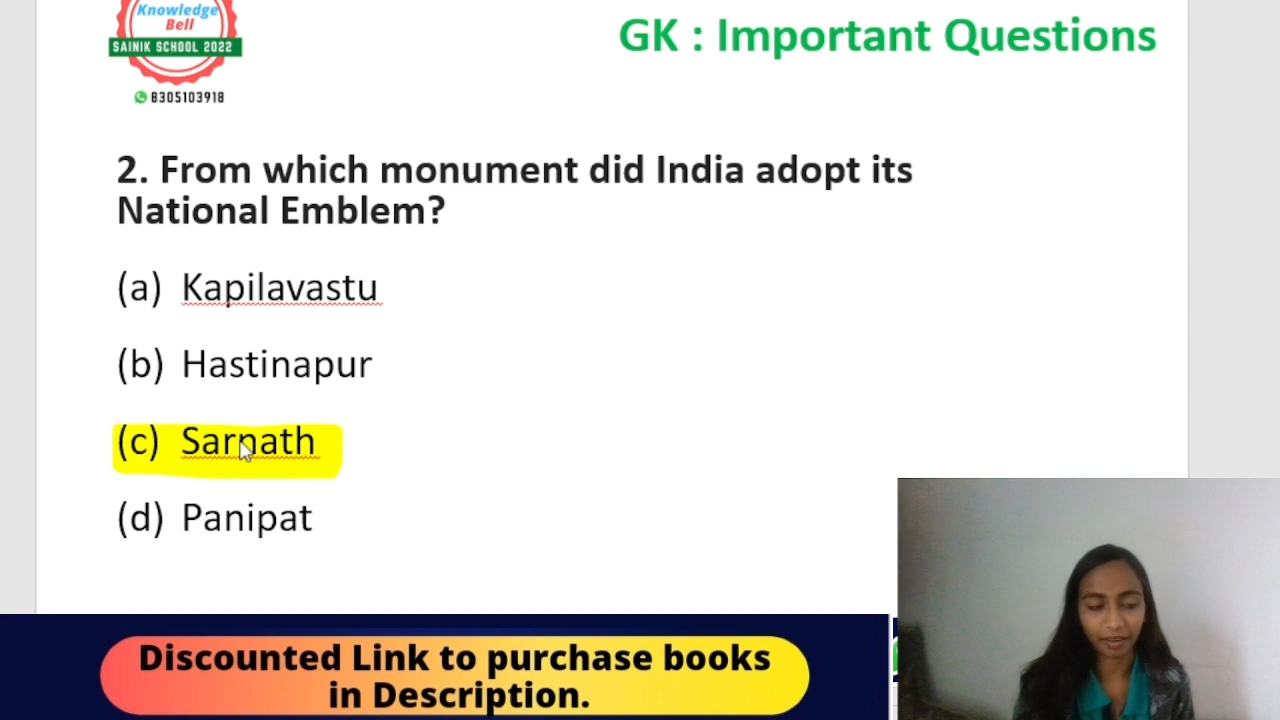 Knowledge
Bell
SAINIK SCHOOL 2022
8305103918
GK : Important Questions
2. From which monument did India adopt its
National Emblem?
(a) Kapilavastu
(b) Hastinapur
(c) Sarnath
(d) Panipat
Discounted Link to purchase books
in Description.